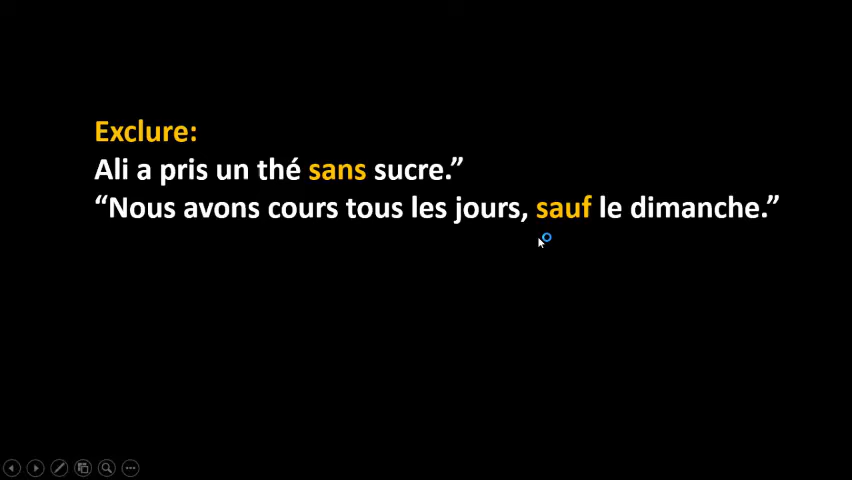 Exclure:
Ali a pris un thé sans sucre.”
“Nous avons cours tous les jours, sauf le dimanche.”